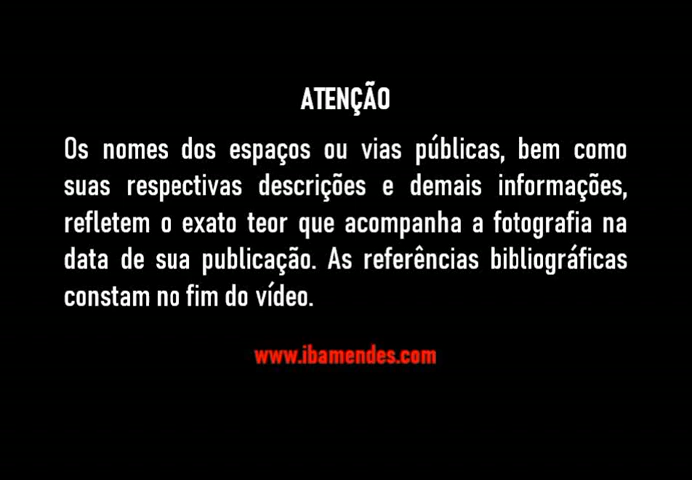 ATENÇÃO
Os nomes dos espaços ou vias públicas, bem como
suas respectivas descrições e demais informações,
refletem o exato teor que acompanha a fotografia na
data de sua publicação. As referências bibliográficas
constam no fim do vídeo.
www.ibamendes.com